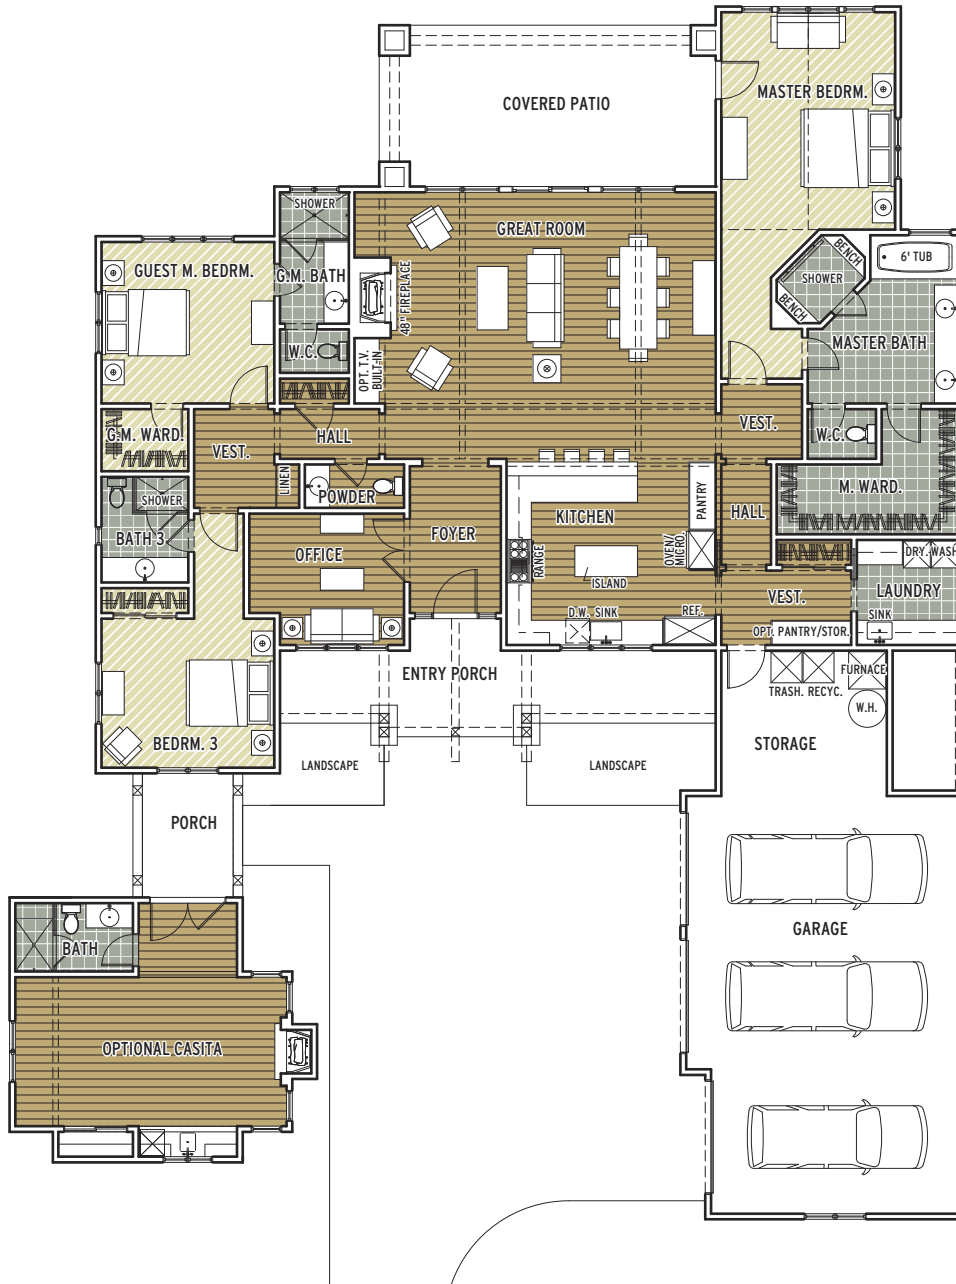 COVERED PATIO
MASTER BEDRM.
SHOWER
GREAT ROOM
GUEST M. BEDRM.
G.M. BATH
48" FIREPLACE
BENCH
6' TUB
SHOWER
BENCH
MASTER BATH
W.C.
OPT. T.V.
BUILT-IN
G.M. WARD.
VEST.
HALL
VEST.
W.C.
LINEN
POWDER
SHOWER
PANTRY
M. WARD.
BATH 3
OFFICE
FOYER
KITCHEN
HALL
RANGE
OVEN/
MICRO.
DRY.
WASH
ISLAND
VEST.
LAUNDRY
D.W.
SINK
REF.
SINK
OPT. PANTRY/STOR.
ENTRY PORCH
FURNACE
TRASH.
RECYC.
W.H.
BEDRM. 3
STORAGE
LANDSCAPE
LANDSCAPE
PORCH
GARAGE
BATH
OPTIONAL CASITA